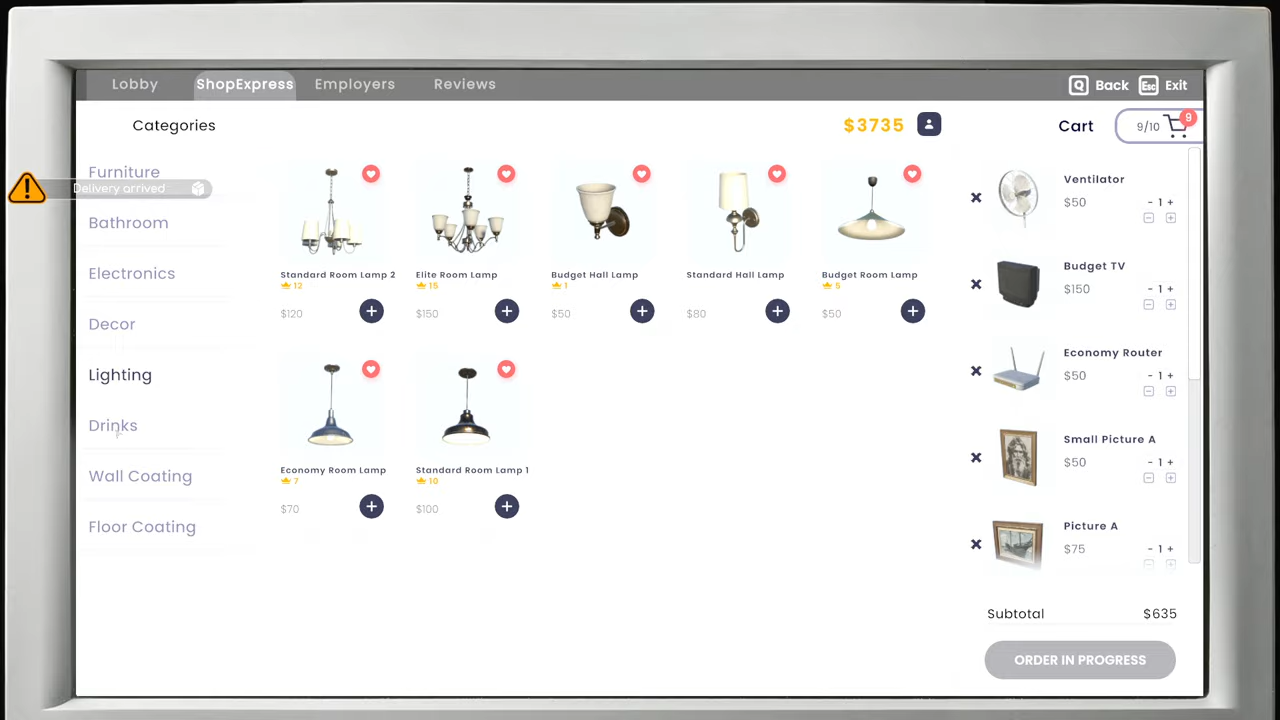 Lobby
ShopExpress
Employers
Reviews
Q Back
Esc Exit
Categories
$3735
Cart
9/10
9
Furniture
Delivery arrived
Bathroom
Electronics
Decor
Lighting
Drinks
Wall Coating
Floor Coating
Standard Room Lamp 2
12
$120
Elite Room Lamp
15
$150
Budget Hall Lamp
1
$50
Standard Hall Lamp
$80
Budget Room Lamp
5
$50
Economy Room Lamp
7
$70
Standard Room Lamp 1
10
$100
Ventilator
$50
- 1 +
Budget TV
$150
- 1 +
Economy Router
$50
- 1 +
Small Picture A
$50
- 1 +
Picture A
$75
- 1 +
Subtotal
$635
ORDER IN PROGRESS